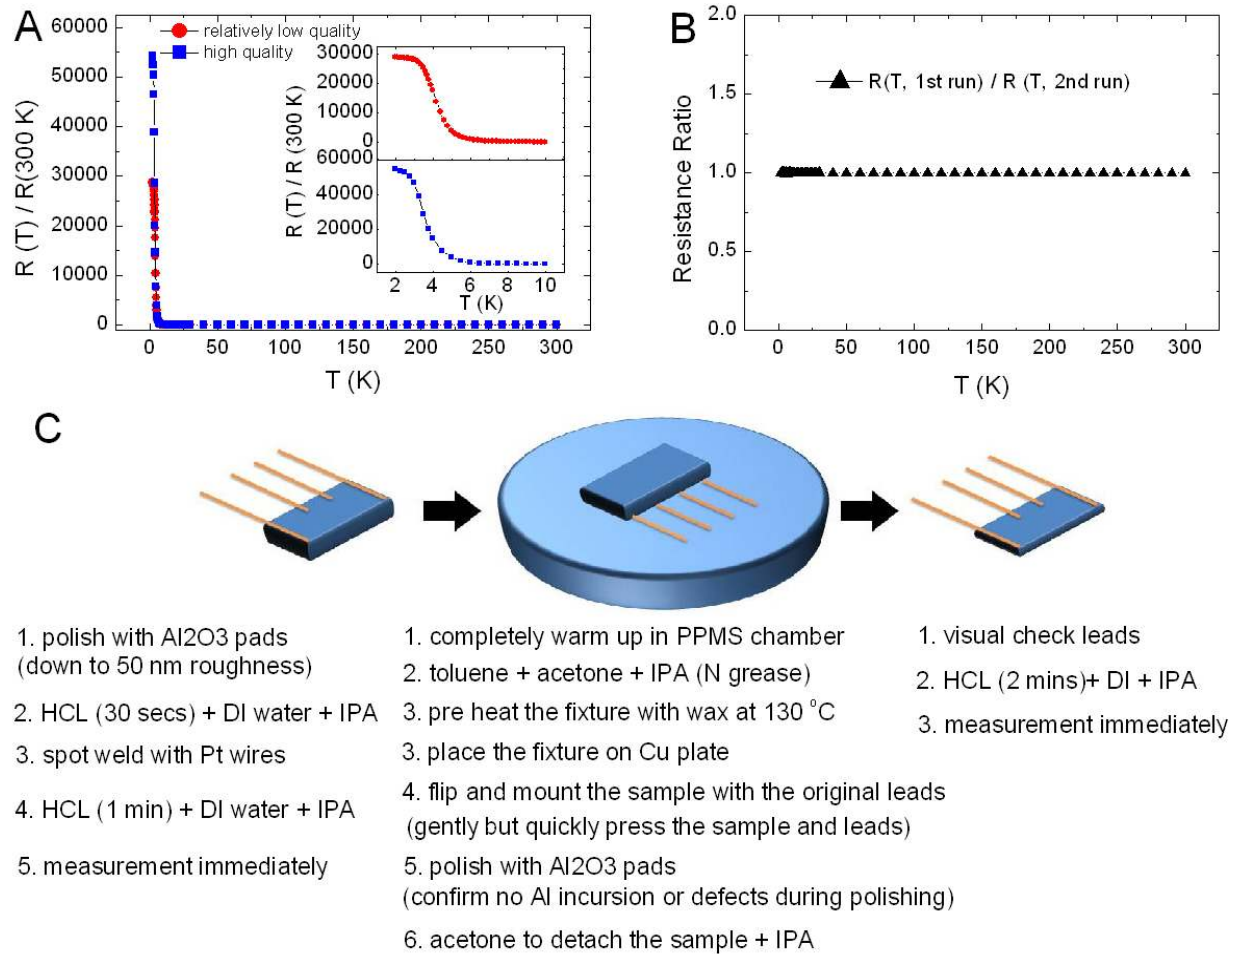 A
60000
50000
40000
30000
20000
10000
0
R (T) / R(300 K)
relatively low quality
high quality
R (T) / R (300 K)
30000
20000
10000
0
60000
40000
20000
0
2 4 6 8 10
T (K)
0 50 100 150 200 250 300
T (K)
B
2.0
1.5
1.0
0.5
0.0
Resistance Ratio
R(T, 1st run) / R (T, 2nd run)
0 50 100 150 200 250 300
T (K)
C
1. polish with Al2O3 pads
(down to 50 nm roughness)
2. HCL (30 secs) + DI water + IPA
3. spot weld with Pt wires
4. HCL (1 min) + DI water + IPA
5. measurement immediately
1. completely warm up in PPMS chamber
2. toluene + acetone + IPA (N grease)
3. pre heat the fixture with wax at 130 °C
3. place the fixture on Cu plate
4. flip and mount the sample with the original leads
(gently but quickly press the sample and leads)
5. polish with Al2O3 pads
(confirm no Al incursion or defects during polishing)
6. acetone to detach the sample + IPA
1. visual check leads
2. HCL (2 mins)+ DI + IPA
3. measurement immediately